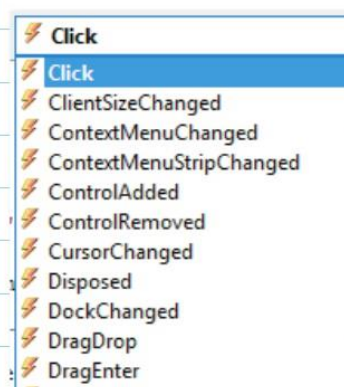 Click
Click
ClientSizeChanged
ContextMenuChanged
ContextMenuStripChanged
ControlAdded
ControlRemoved
CursorChanged
Disposed
DockChanged
DragDrop
DragEnter